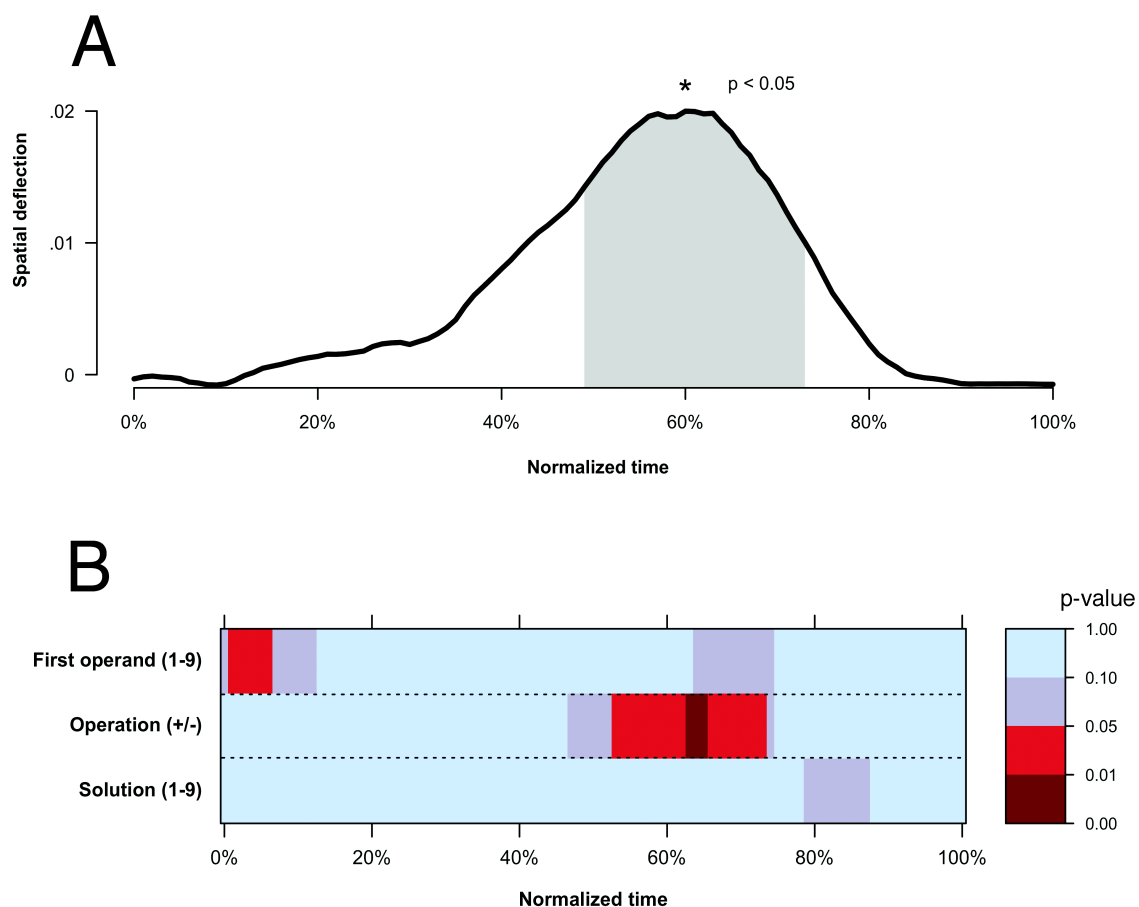 A
* p < 0.05
.02
.01
0
Spatial deflection
0% 20% 40% 60% 80% 100%
Normalized time
B
p-value
First operand (1-9)
Operation (+/-)
Solution (1-9)
1.00
0.10
0.05
0.01
0.00
0% 20% 40% 60% 80% 100%
Normalized time